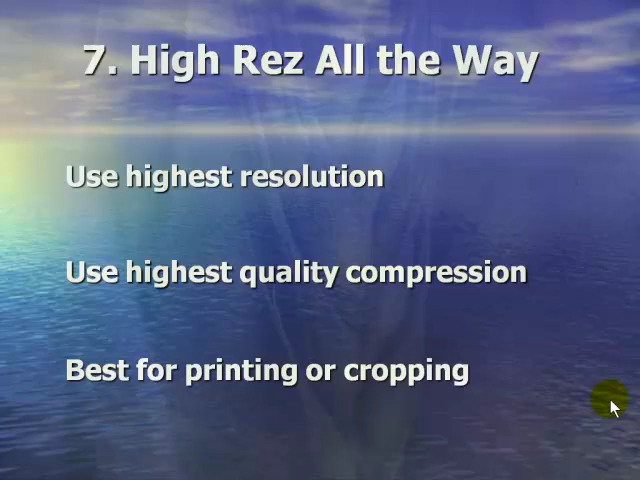 7. High Rez All the Way
Use highest resolution
Use highest quality compression
Best for printing or cropping